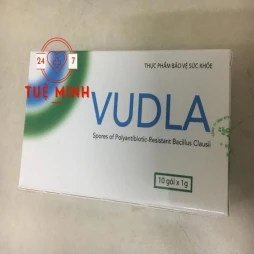 24 7
TUỆ MINH
THỰC PHẨM BẢO VỆ SỨC KHỎE
VUDLA
Spores of Polyantibiotic-Resistant Bacillus Clausii
10 gói x 1g